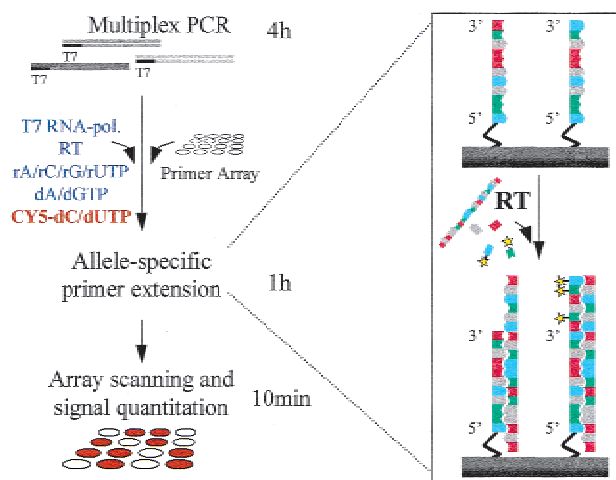 Multiplex PCR
4h
T7
T7
T7
T7 RNA-pol.
RT
rA/rC/rG/rUTP
dA/dGTP
CY5-dC/dUTP
Primer Array
Allele-specific
primer extension
1h
Array scanning and
signal quantitation
10min
3'
3'
5'
5'
RT
3'
3'
5'
5'